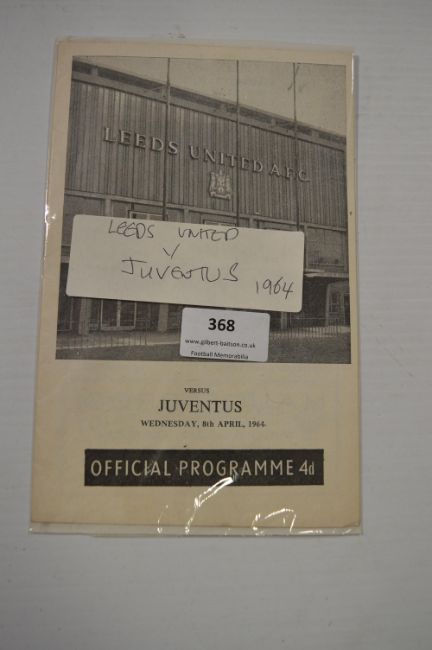 LEEDS UNITED A.F.C.
LEEDS UNITED
V
JUVENTUS 1964
368
www.gilbert-baitson.co.uk
Football Memorabilia
VERSUS
JUVENTUS
WEDNESDAY, 8th APRIL, 1964
OFFICIAL PROGRAMME 4d